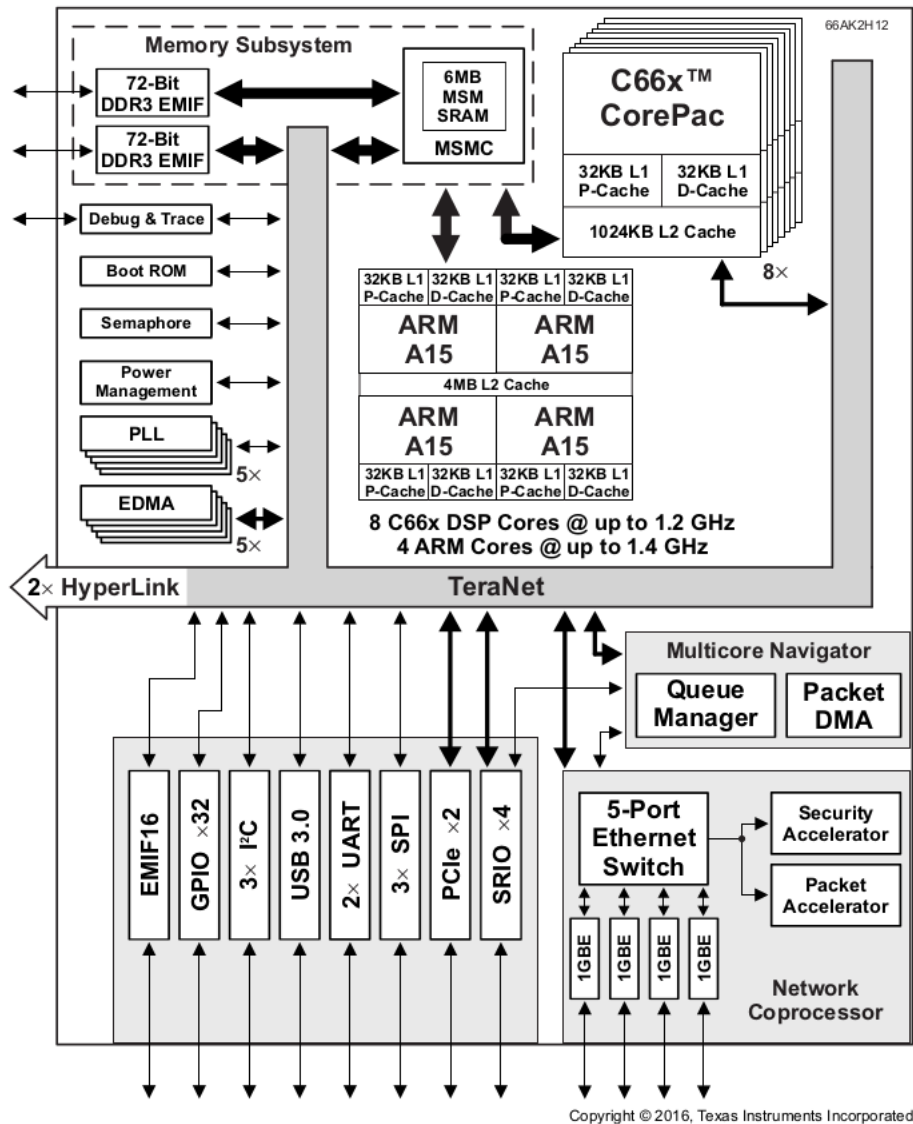 66AK2H12
Memory Subsystem
72-Bit
DDR3 EMIF
72-Bit
DDR3 EMIF
6MB
MSM
SRAM
MSMC
C66x™
CorePac
32KB L1
P-Cache
32KB L1
D-Cache
1024KB L2 Cache
8×
Debug & Trace
Boot ROM
Semaphore
Power
Management
PLL
5×
EDMA
5×
32KB L1
P-Cache
32KB L1
D-Cache
32KB L1
P-Cache
32KB L1
D-Cache
ARM
A15
ARM
A15
4MB L2 Cache
ARM
A15
ARM
A15
32KB L1
P-Cache
32KB L1
D-Cache
32KB L1
P-Cache
32KB L1
D-Cache
8 C66x DSP Cores @ up to 1.2 GHz
4 ARM Cores @ up to 1.4 GHz
2× HyperLink
TeraNet
Multicore Navigator
Queue
Manager
Packet
DMA
EMIF16
GPIO ×32
3× I²C
USB 3.0
2× UART
3× SPI
PCIe ×2
SRIO ×4
5-Port
Ethernet
Switch
Security
Accelerator
Packet
Accelerator
1GBE
1GBE
1GBE
1GBE
Network
Coprocessor
Copyright © 2016, Texas Instruments Incorporated